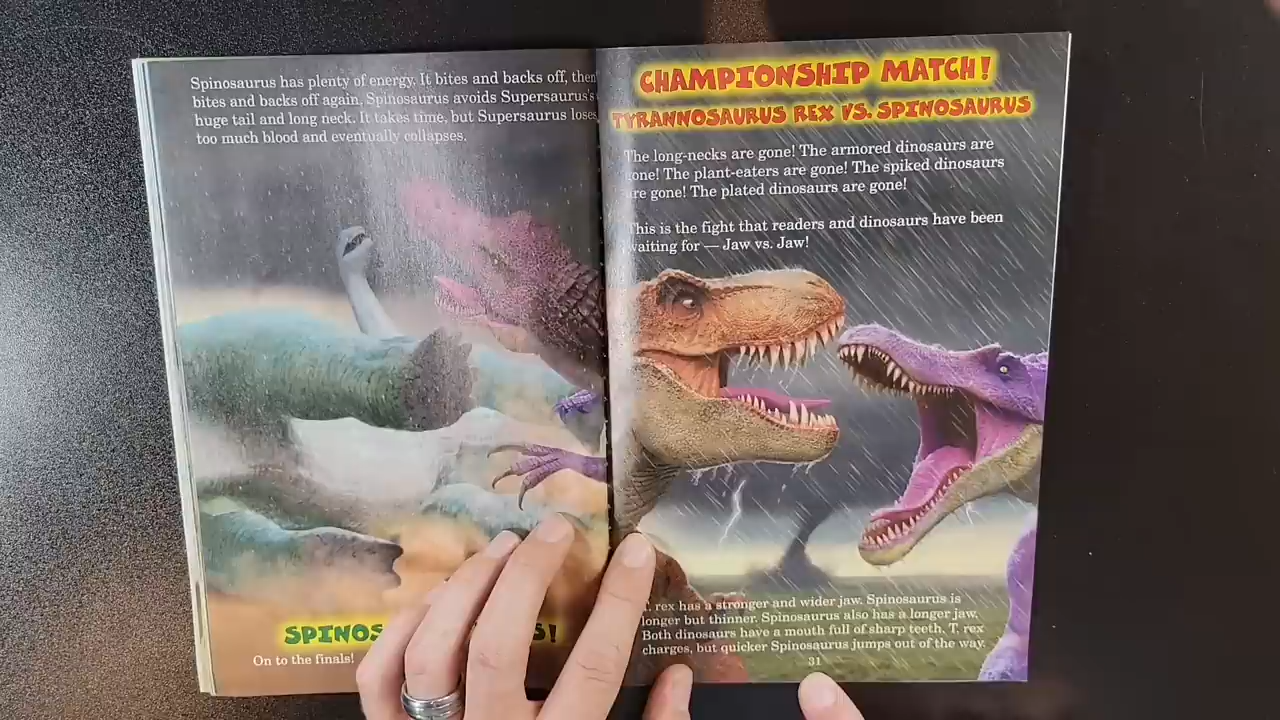 Spinosaurus has plenty of energy. It bites and backs off, then
bites and backs off again. Spinosaurus avoids Supersaurus's
huge tail and long neck. It takes time, but Supersaurus loses
too much blood and eventually collapses.
SPINOS S!
On to the finals!
CHAMPIONSHIP MATCH!
TYRANNOSAURUS REX VS. SPINOSAURUS
The long-necks are gone! The armored dinosaurs are
gone! The plant-eaters are gone! The spiked dinosaurs
are gone! The plated dinosaurs are gone!
This is the fight that readers and dinosaurs have been
waiting for — Jaw vs. Jaw!
T. rex has a stronger and wider jaw. Spinosaurus is
longer but thinner. Spinosaurus also has a longer jaw.
Both dinosaurs have a mouth full of sharp teeth. T. rex
charges, but quicker Spinosaurus jumps out of the way.
31